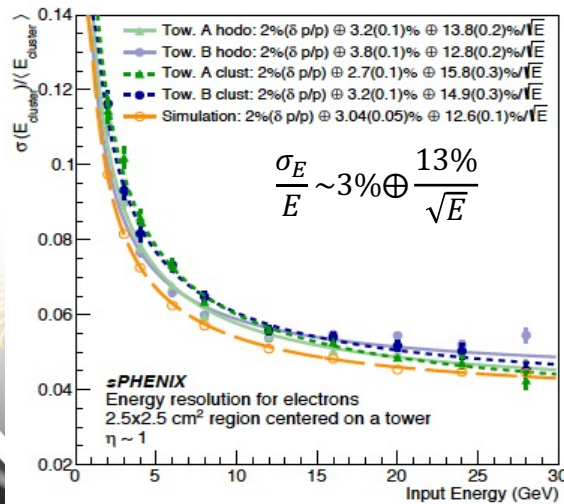 Tow. A hodo: 2%(δ p/p) ⊕ 3.2(0.1)% ⊕ 13.8(0.2)%/√E
Tow. B hodo: 2%(δ p/p) ⊕ 3.8(0.1)% ⊕ 12.8(0.2)%/√E
Tow. A clust: 2%(δ p/p) ⊕ 2.7(0.1)% ⊕ 15.8(0.3)%/√E
Tow. B clust: 2%(δ p/p) ⊕ 3.2(0.1)% ⊕ 14.9(0.3)%/√E
Simulation: 2%(δ p/p) ⊕ 3.04(0.05)% ⊕ 12.6(0.1)%/√E
σ_E/E ~3%⊕ 13%/√E
σ(E_cluster)/⟨E_cluster⟩
0.14
0.12
0.1
0.08
0.06
0.04
0.02
sPHENIX
Energy resolution for electrons
2.5x2.5 cm² region centered on a tower
η ~ 1
0 5 10 15 20 25 30
Input Energy (GeV)